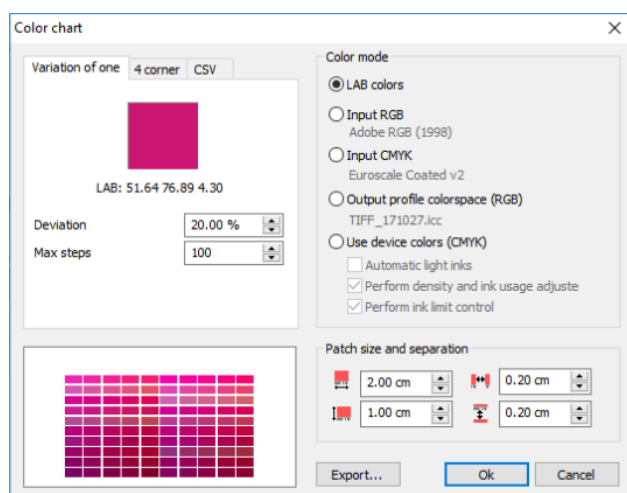 Color chart
Variation of one
4 corner
CSV
LAB: 51.64 76.89 4.30
Deviation
20.00 %
Max steps
100
Color mode
LAB colors
Input RGB
Adobe RGB (1998)
Input CMYK
Euroscale Coated v2
Output profile colorspace (RGB)
TIFF_171027.icc
Use device colors (CMYK)
Automatic light inks
Perform density and ink usage adjuste
Perform ink limit control
Patch size and separation
2.00 cm
0.20 cm
1.00 cm
0.20 cm
Export...
Ok
Cancel